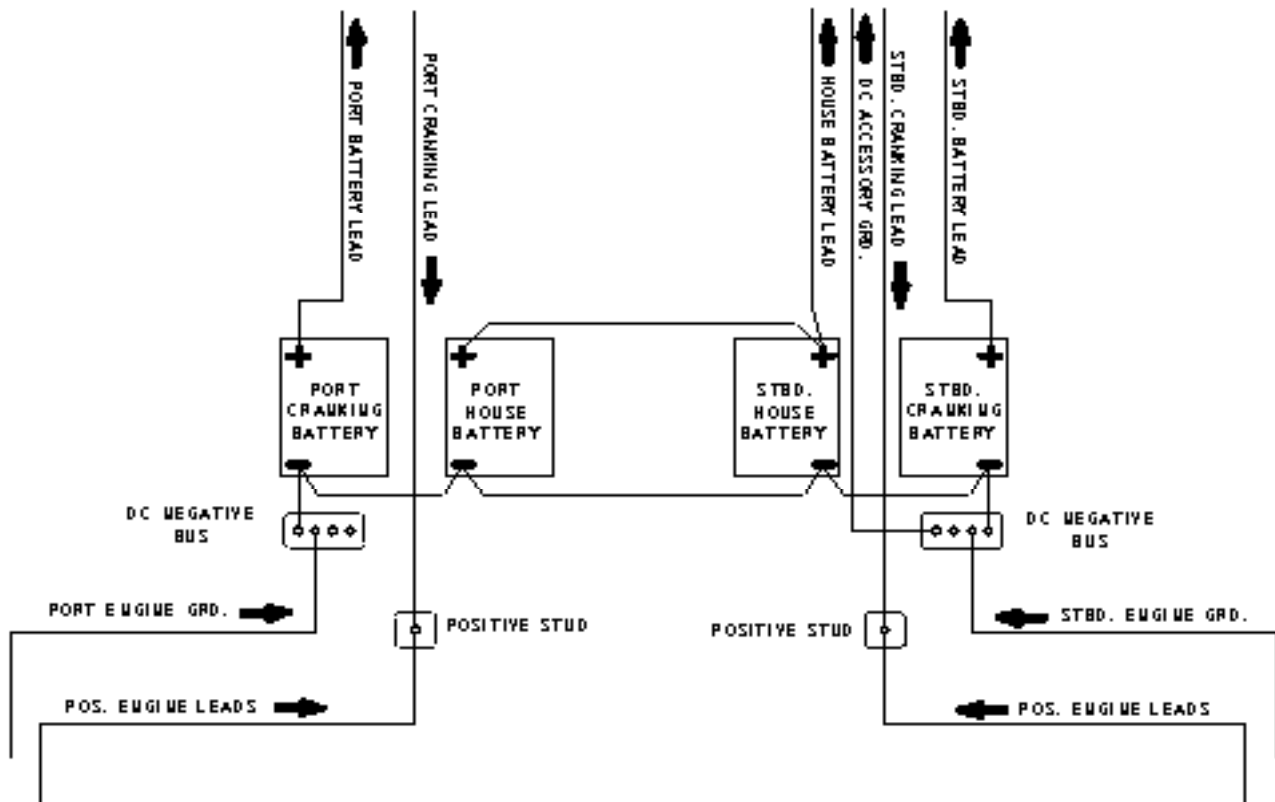 PORT BATTERY LEAD
PORT CRANKING LEAD
HOUSE BATTERY LEAD
DC ACCESSORY GRD.
STBD. CRANKING LEAD
STBD. BATTERY LEAD
PORT
CRANKING
BATTERY
PORT
HOUSE
BATTERY
STBD.
HOUSE
BATTERY
STBD.
CRANKING
BATTERY
DC NEGATIVE
BUS
DC NEGATIVE
BUS
PORT ENGINE GRD.
POSITIVE STUD
POSITIVE STUD
STBD. ENGINE GRD.
POS. ENGINE LEADS
POS. ENGINE LEADS